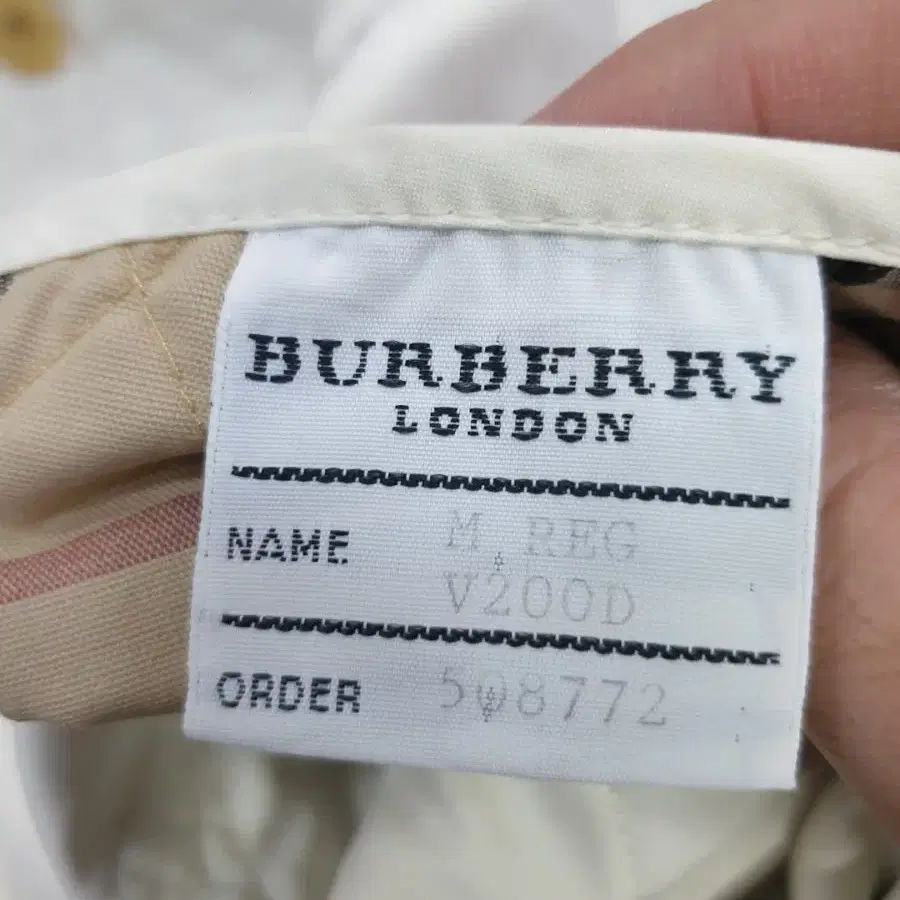 BURBERRY
LONDON
NAME M REG
V200D
ORDER 508772